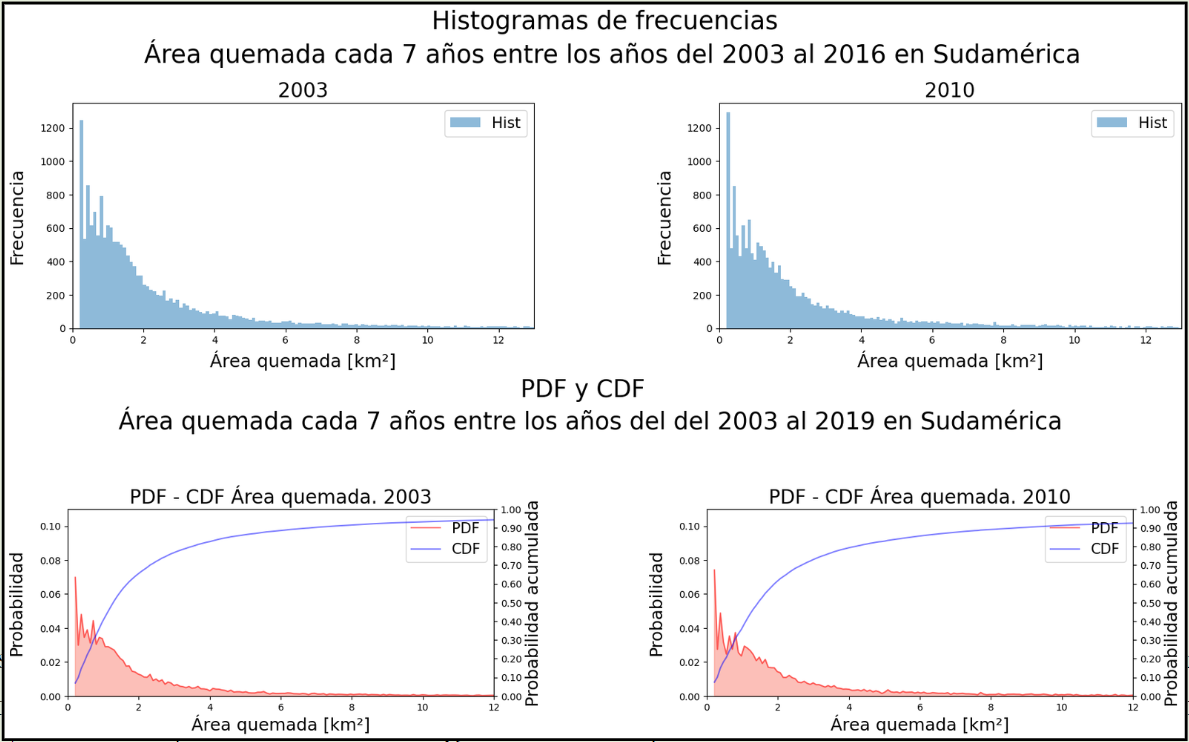 Histogramas de frecuencias
Área quemada cada 7 años entre los años del 2003 al 2016 en Sudamérica
2003
2010
Hist
Hist
1200
1000
800
600
400
200
0
Frecuencia
0 2 4 6 8 10 12
Área quemada [km²]
1200
1000
800
600
400
200
0
Frecuencia
0 2 4 6 8 10 12
Área quemada [km²]
PDF y CDF
Área quemada cada 7 años entre los años del del 2003 al 2019 en Sudamérica
PDF - CDF Área quemada. 2003
PDF - CDF Área quemada. 2010
PDF
CDF
PDF
CDF
0.10
0.08
0.06
0.04
0.02
0.00
Probabilidad
1.00
0.90
0.80
0.70
0.60
0.50
0.40
0.30
0.20
0.10
0.00
Probabilidad acumulada
0 2 4 6 8 10 12
Área quemada [km²]
0.10
0.08
0.06
0.04
0.02
0.00
Probabilidad
1.00
0.90
0.80
0.70
0.60
0.50
0.40
0.30
0.20
0.10
0.00
Probabilidad acumulada
0 2 4 6 8 10 12
Área quemada [km²]